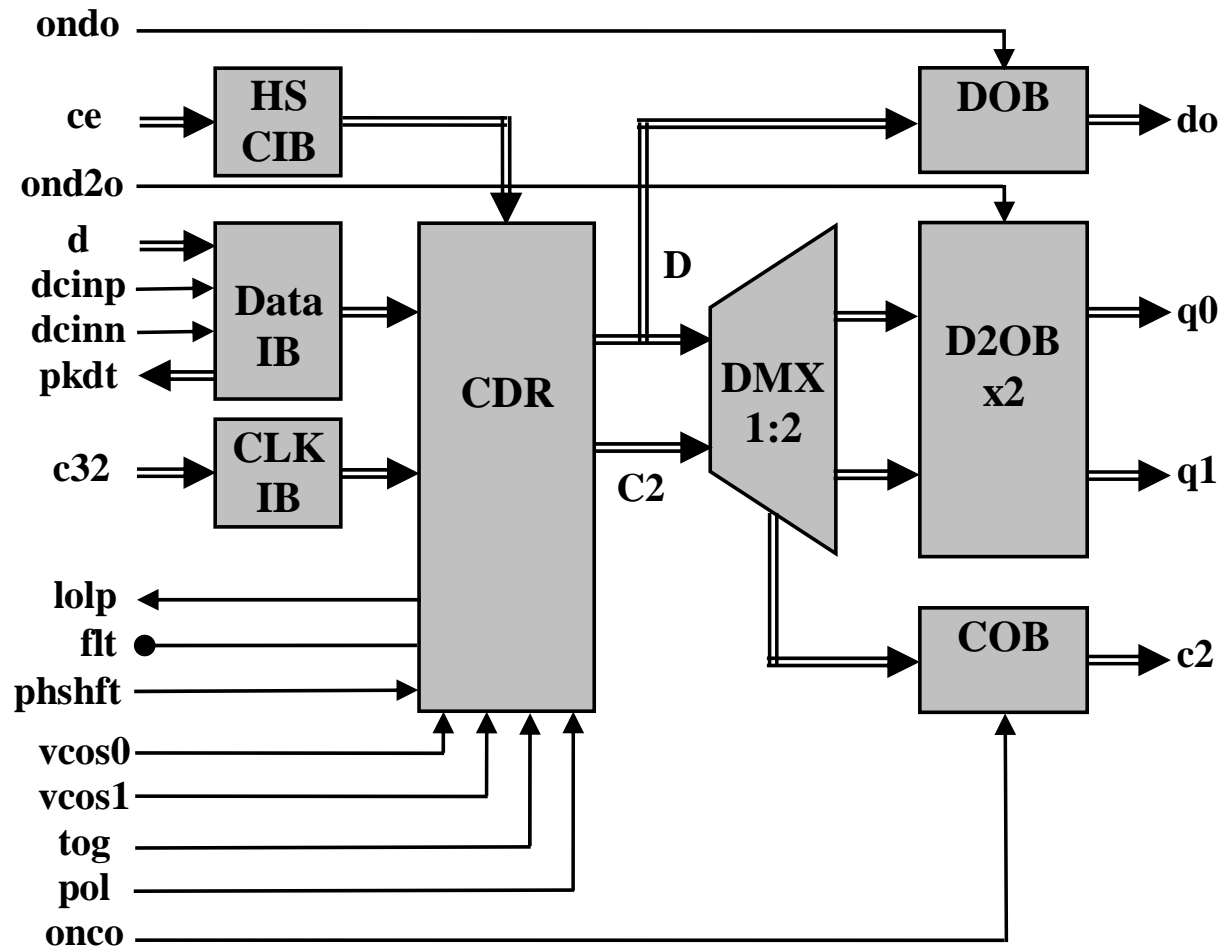 ondo
HS
CIB
DOB
ce
do
ond2o
d
dcinp
dcinn
pkdt
Data
IB
D
q0
CDR
DMX
1:2
D2OB
x2
c32
CLK
IB
C2
q1
lolp
flt
phshft
COB
c2
vcos0
vcos1
tog
pol
onco